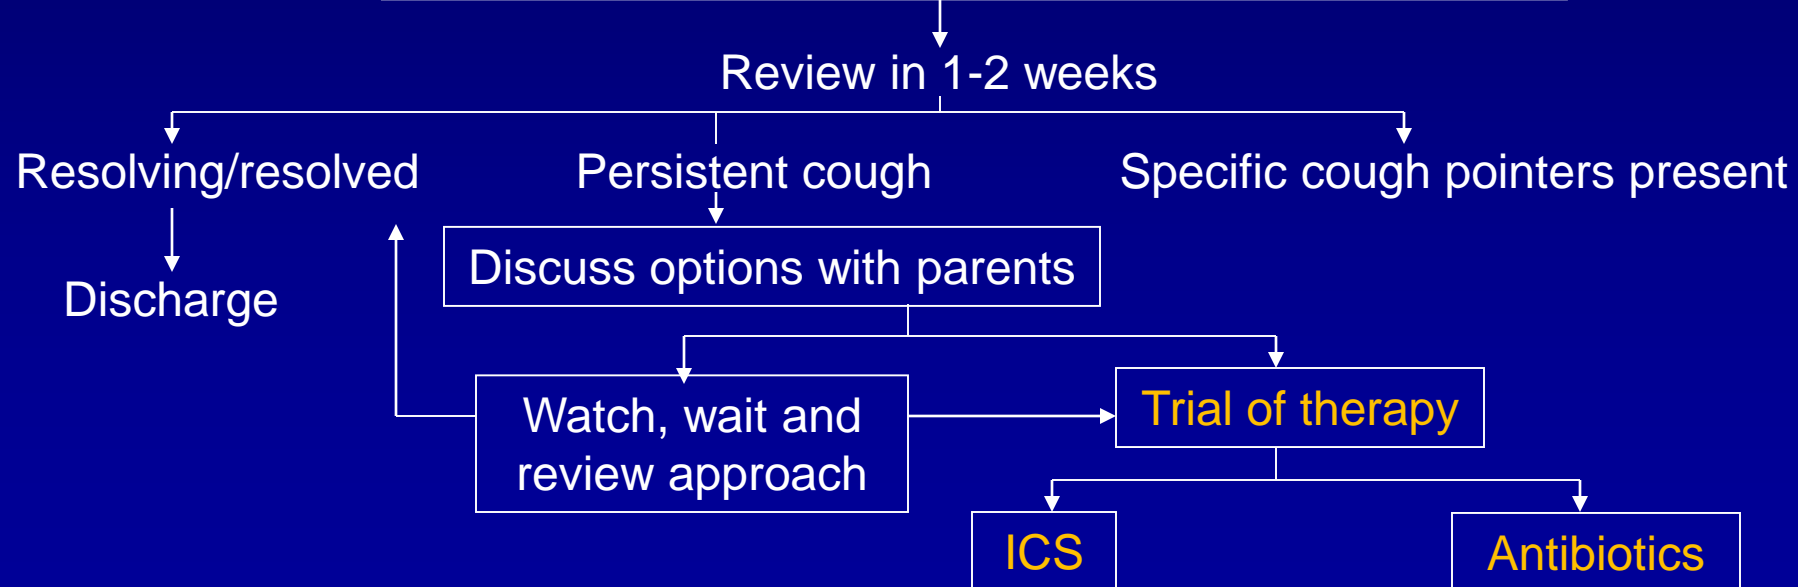 Review in 1-2 weeks
Resolving/resolved
Persistent cough
Specific cough pointers present
Discuss options with parents
Discharge
Watch, wait and
review approach
Trial of therapy
ICS
Antibiotics